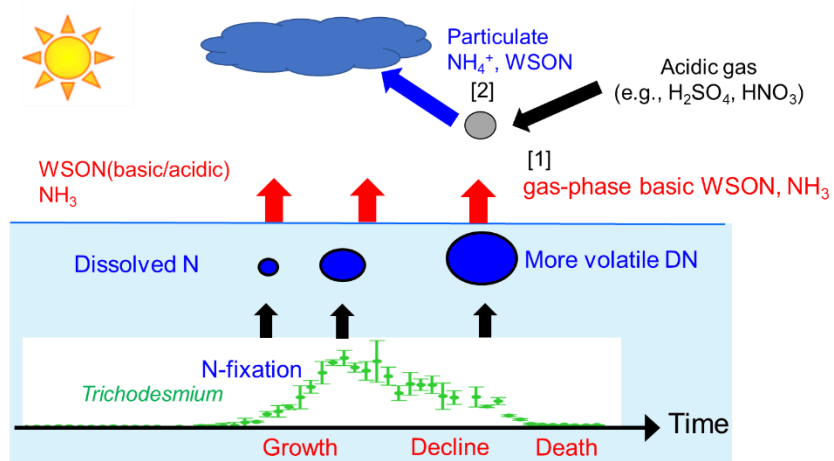 Particulate
NH₄⁺, WSON
[2]
Acidic gas
(e.g., H₂SO₄, HNO₃)
WSON(basic/acidic)
NH₃
[1]
gas-phase basic WSON, NH₃
Dissolved N
More volatile DN
N-fixation
Trichodesmium
Time
Growth
Decline
Death